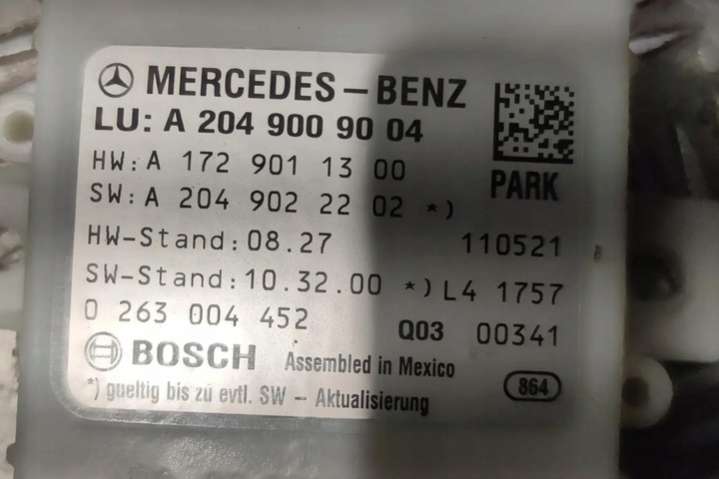 MERCEDES-BENZ
LU: A 204 900 90 04
HW: A 172 901 13 00
PARK
SW: A 204 902 22 02 *)
HW-Stand: 08.27 110521
SW-Stand: 10.32.00 *) L4 1757
0 263 004 452 Q03 00341
BOSCH Assembled in Mexico
*) gueltig bis zu evtl. SW - Aktualisierung 864